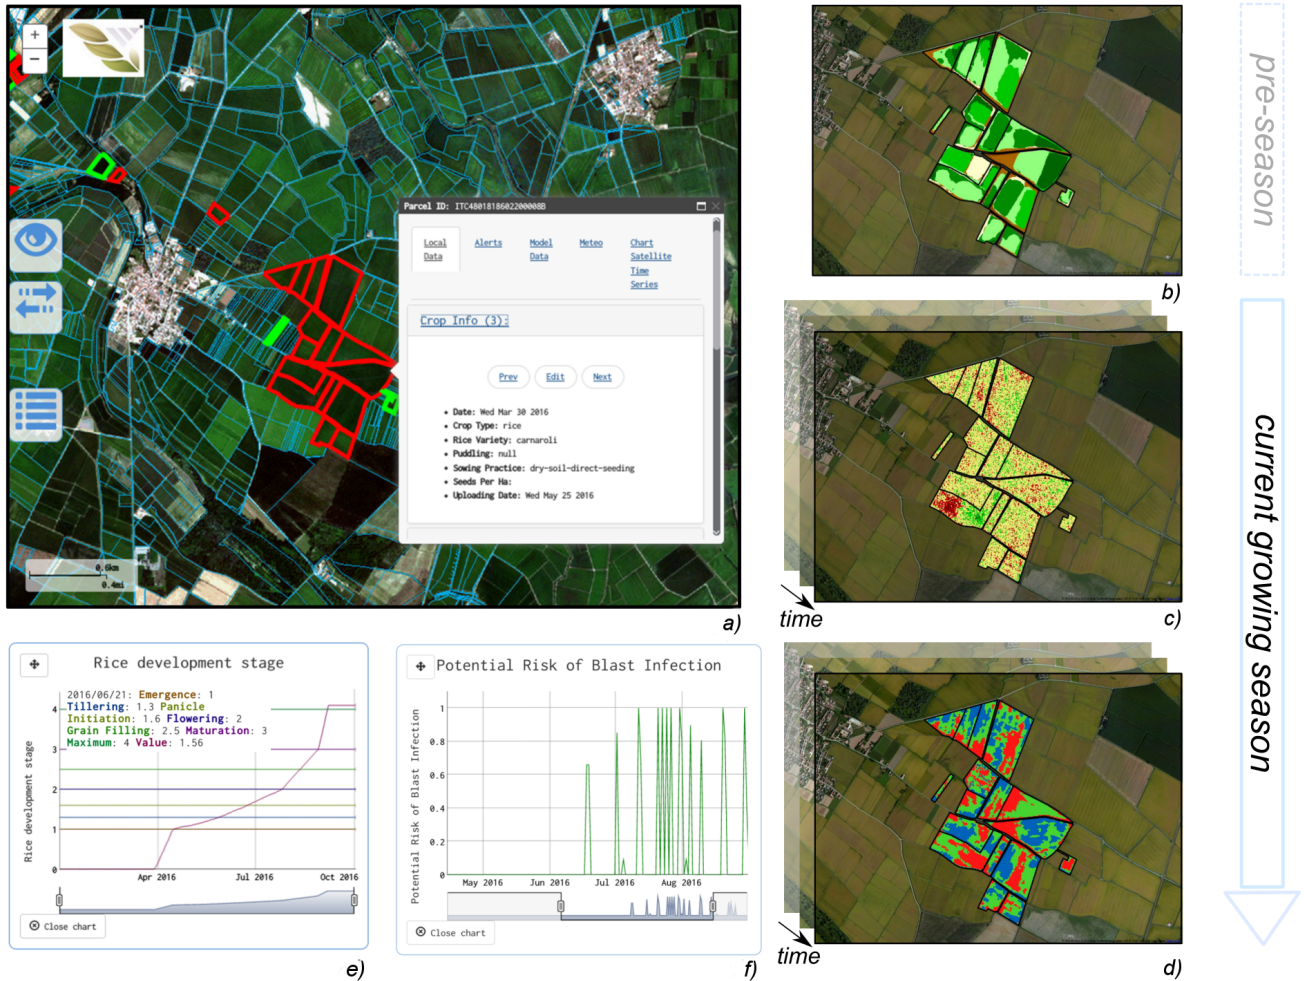 +
−
Parcel ID: ITC4801818602200008B
Local
Data
Alerts
Model
Data
Meteo
Chart
Satellite
Time
Series
Crop Info (3):
Prev
Edit
Next
Date: Wed Mar 30 2016
Crop Type: rice
Rice Variety: carnaroli
Puddling: null
Sowing Practice: dry-soil-direct-seeding
Seeds Per Ha:
Uploading Date: Wed May 25 2016
0.6km
0.4mi
a)
b)
pre-season
time
c)
current growing season
time
d)
Rice development stage
2016/06/21: Emergence: 1
Tillering: 1.3 Panicle
Initiation: 1.6 Flowering: 2
Grain Filling: 2.5 Maturation: 3
Maximum: 4 Value: 1.56
Rice development stage
4
3
2
1
0
Apr 2016
Jul 2016
Oct 2016
Close chart
e)
Potential Risk of Blast Infection
Potential Risk of Blast Infection
1
0.8
0.6
0.4
0.2
0
May 2016
Jun 2016
Jul 2016
Aug 2016
Close chart
f)